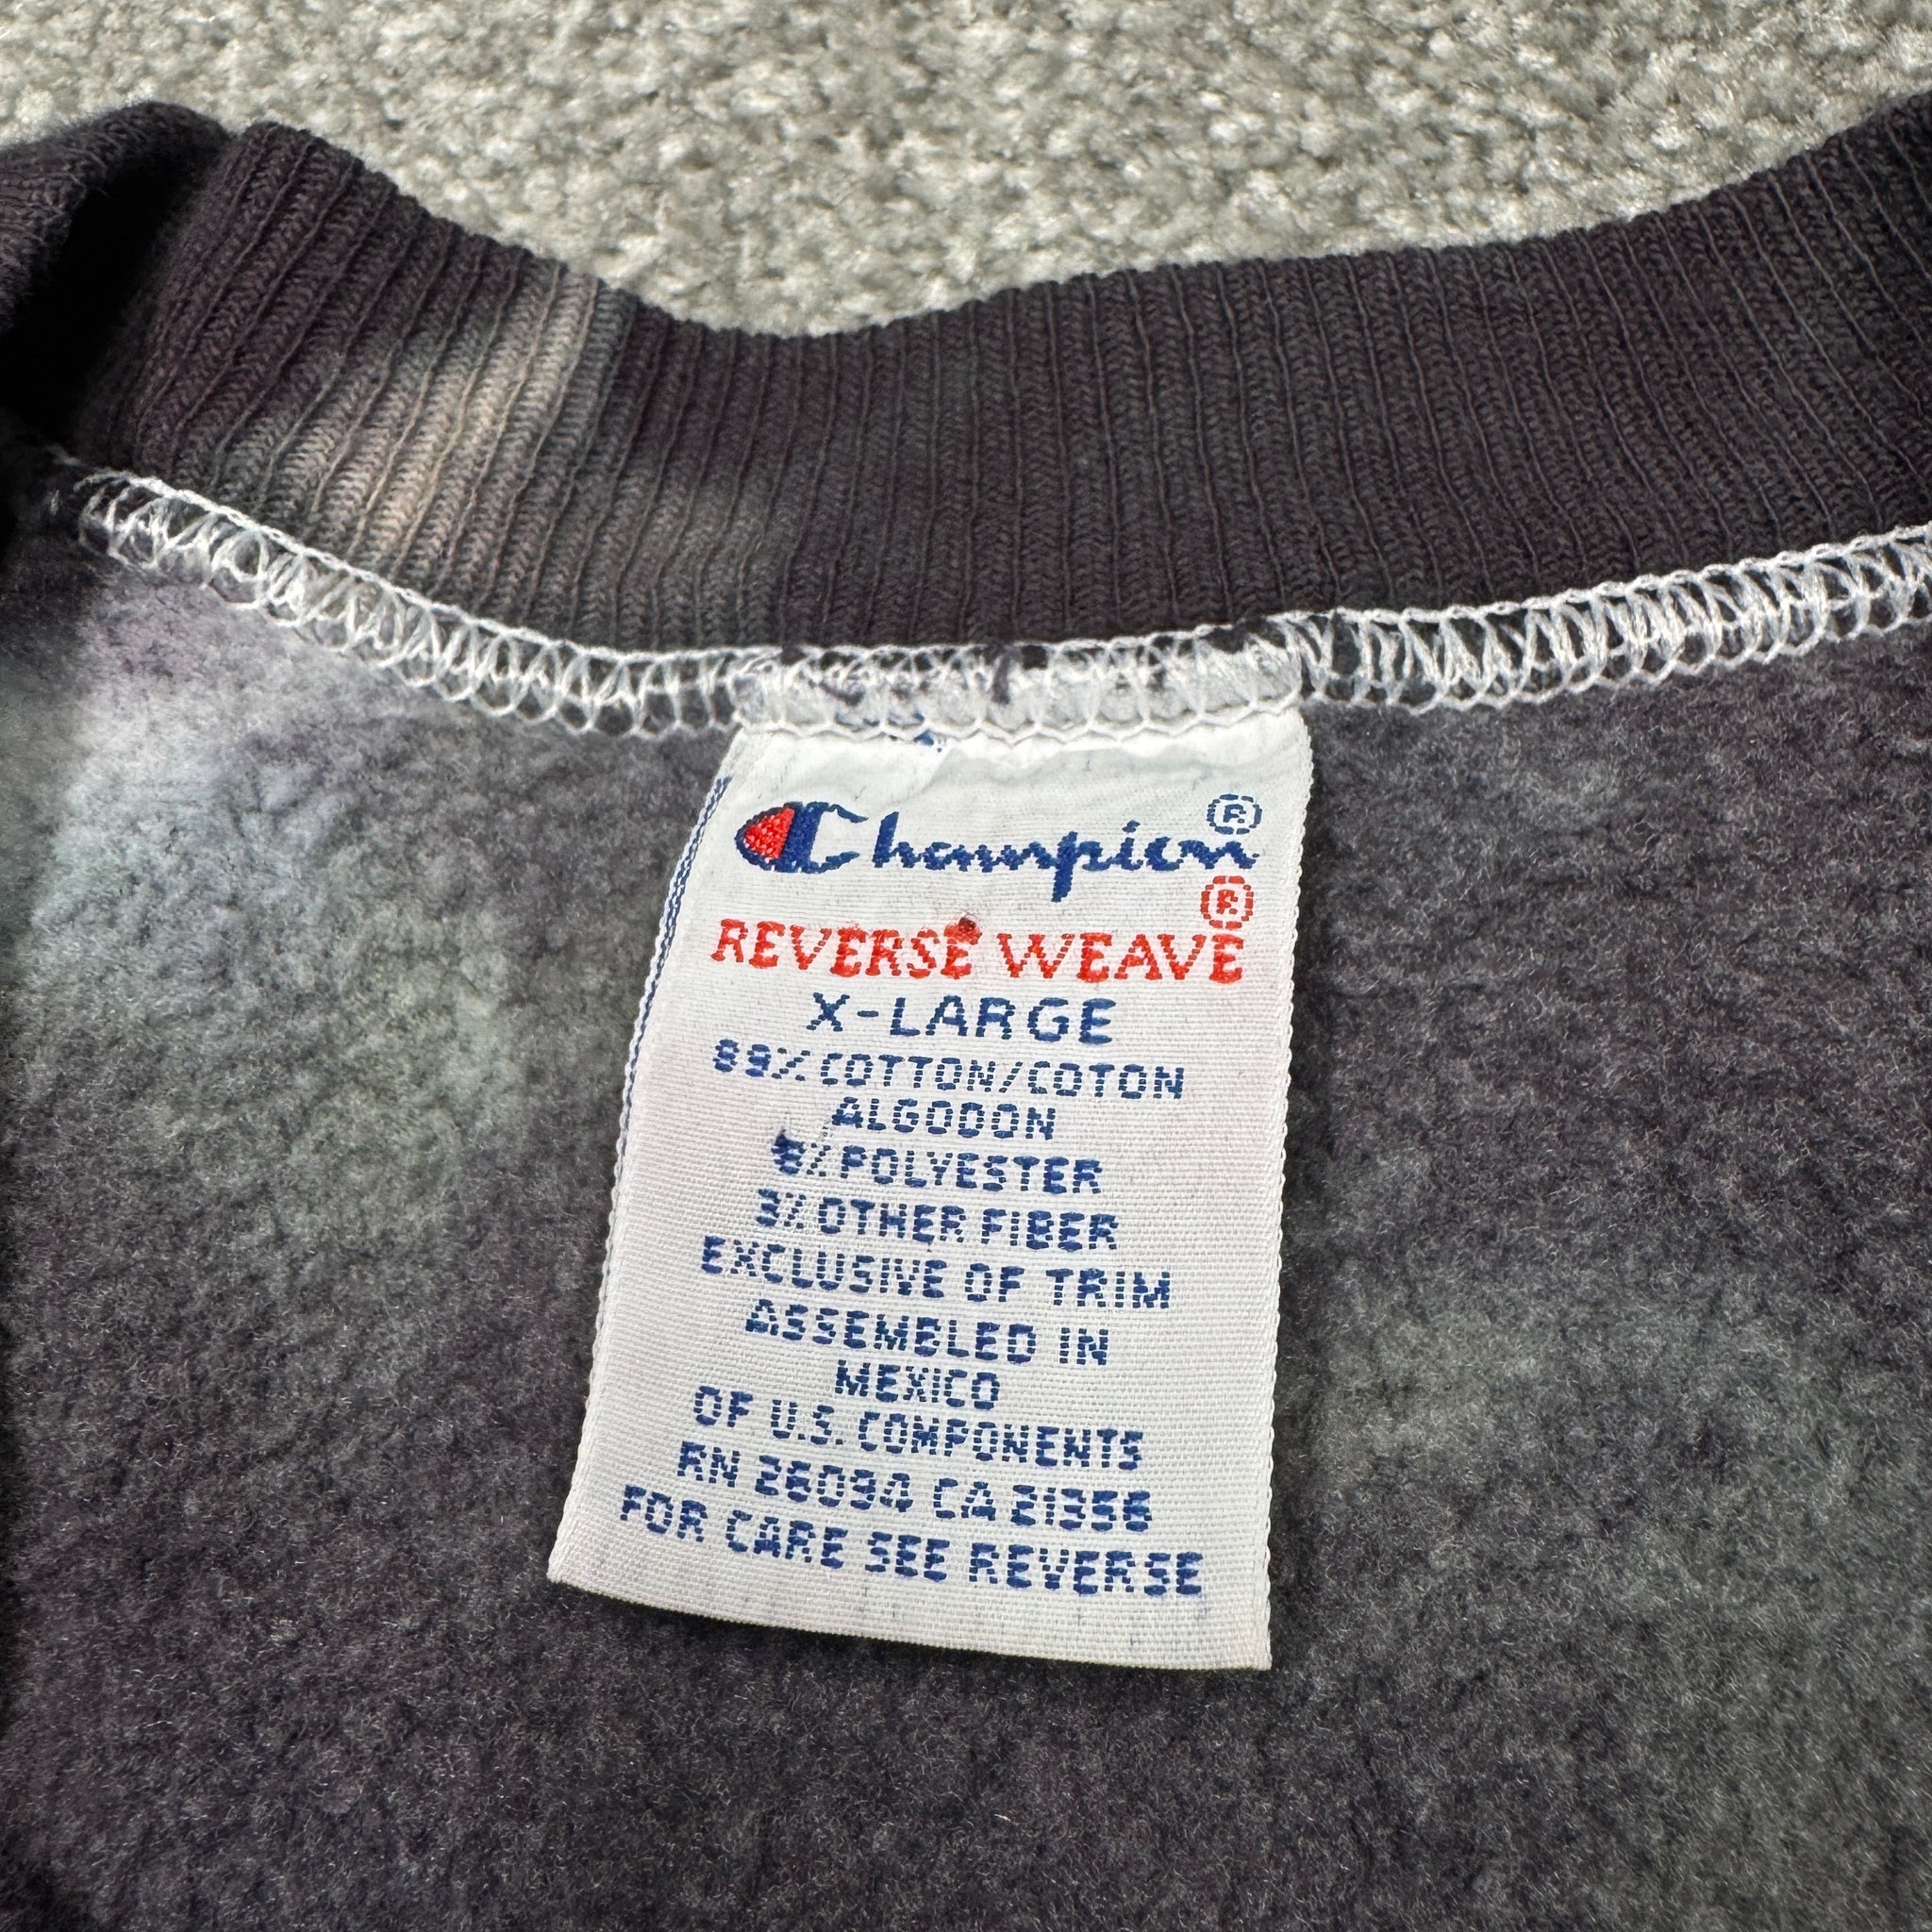 Champion®
®
REVERSE WEAVE
X-LARGE
89% COTTON/COTON
ALGODON
8% POLYESTER
3% OTHER FIBER
EXCLUSIVE OF TRIM
ASSEMBLED IN
MEXICO
OF U.S. COMPONENTS
RN 26094 CA 21356
FOR CARE SEE REVERSE